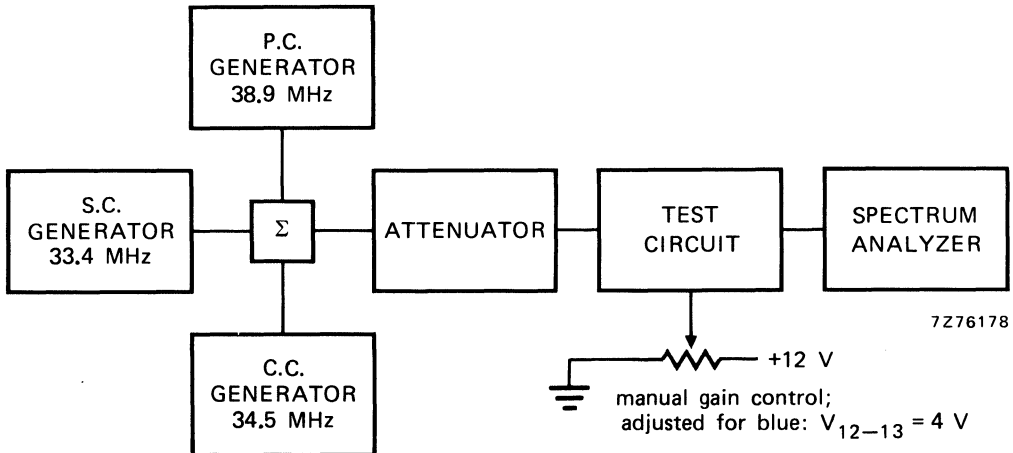 P.C.
GENERATOR
38.9 MHz
S.C.
GENERATOR
33.4 MHz
Σ
ATTENUATOR
TEST
CIRCUIT
SPECTRUM
ANALYZER
7Z76178
C.C.
GENERATOR
34.5 MHz
+12 V
manual gain control;
adjusted for blue: V12–13 = 4 V